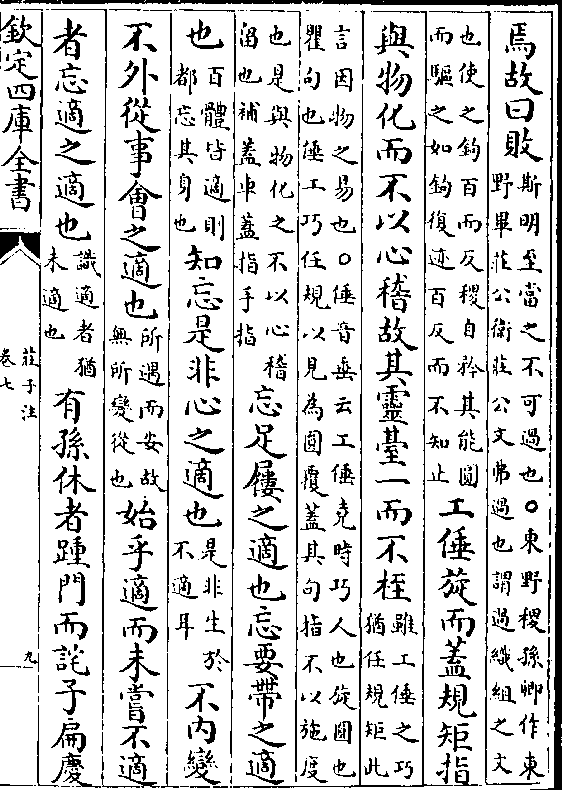 焉故曰敗斯明至當之不可過也○東野稷孫卿作東
野畢莊公衛莊公文弗過也謂過織組之文
也使之鉤百而反稷自矜其能圓
而驅之如鉤復迹百反而不知止
工倕旋而蓋規矩指
與物化而不以心稽故其靈臺一而不桎雖工倕之巧
猶任規矩此
言因物之易也○倕音垂云工倕堯時巧人也旋圓也
瞿句也倕工巧任規以見為圓覆蓋其句指不以施度
也是與物化之不以心稽
留也補蓋車蓋指手指
忘足屨之適也忘要帶之適
也百體皆適則
都忘其身也
知忘是非心之適也是非生於
不適耳
不內變
不外從事會之適也所遇而安故
無所變從也
始乎適而未嘗不適
者忘適之適也識適者猶
未適也
有孫休者踵門而詫子扁慶
欽定四庫全書
莊子注
卷七
九